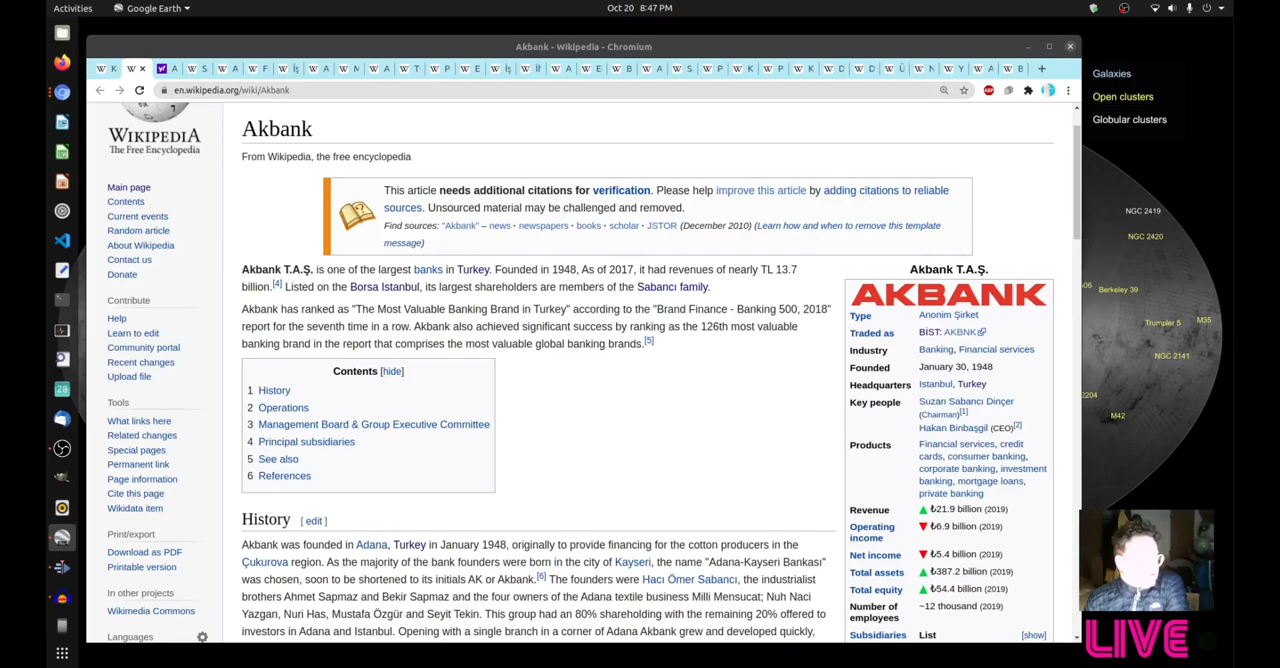 Activities
Google Earth
Oct 20 8:47 PM
Akbank - Wikipedia - Chromium
en.wikipedia.org/wiki/Akbank
Galaxies
Open clusters
Globular clusters
NGC 2419
NGC 2420
Berkeley 39
Trumpler 5
M35
NGC 2141
2204
M42
WIKIPEDIA
The Free Encyclopedia
Main page
Contents
Current events
Random article
About Wikipedia
Contact us
Donate
Contribute
Help
Learn to edit
Community portal
Recent changes
Upload file
Tools
What links here
Related changes
Special pages
Permanent link
Page information
Cite this page
Wikidata item
Print/export
Download as PDF
Printable version
In other projects
Wikimedia Commons
Languages
Akbank
From Wikipedia, the free encyclopedia
This article needs additional citations for verification. Please help improve this article by adding citations to reliable
sources. Unsourced material may be challenged and removed.
Find sources: "Akbank" – news · newspapers · books · scholar · JSTOR (December 2010) (Learn how and when to remove this template
message)
Akbank T.A.Ş. is one of the largest banks in Turkey. Founded in 1948, As of 2017, it had revenues of nearly TL 13.7
billion.[4] Listed on the Borsa Istanbul, its largest shareholders are members of the Sabancı family.
Akbank has ranked as "The Most Valuable Banking Brand in Turkey" according to the "Brand Finance - Banking 500, 2018"
report for the seventh time in a row. Akbank also achieved significant success by ranking as the 126th most valuable
banking brand in the report that comprises the most valuable global banking brands.[5]
Contents [hide]
1 History
2 Operations
3 Management Board & Group Executive Committee
4 Principal subsidiaries
5 See also
6 References
History [ edit ]
Akbank was founded in Adana, Turkey in January 1948, originally to provide financing for the cotton producers in the
Çukurova region. As the majority of the bank founders were born in the city of Kayseri, the name "Adana-Kayseri Bankası"
was chosen, soon to be shortened to its initials AK or Akbank.[6] The founders were Hacı Ömer Sabancı, the industrialist
brothers Ahmet Sapmaz and Bekir Sapmaz and the four owners of the Adana textile business Milli Mensucat; Nuh Naci
Yazgan, Nuri Has, Mustafa Özgür and Seyit Tekin. This group had an 80% shareholding with the remaining 20% offered to
investors in Adana and Istanbul. Opening with a single branch in a corner of Adana Akbank grew and developed quickly,
Akbank T.A.Ş.
AKBANK
Type Anonim Şirket
Traded as BİST: AKBNK
Industry Banking, Financial services
Founded January 30, 1948
Headquarters Istanbul, Turkey
Key people Suzan Sabancı Dinçer
(Chairman)[1]
Hakan Binbaşgil (CEO)[2]
Products Financial services, credit
cards, consumer banking,
corporate banking, investment
banking, mortgage loans,
private banking
Revenue ₺21.9 billion (2019)
Operating ₺6.9 billion (2019)
income
Net income ₺5.4 billion (2019)
Total assets ₺387.2 billion (2019)
Total equity ₺54.4 billion (2019)
Number of ~12 thousand (2019)
employees
Subsidiaries List [show]
LIVE